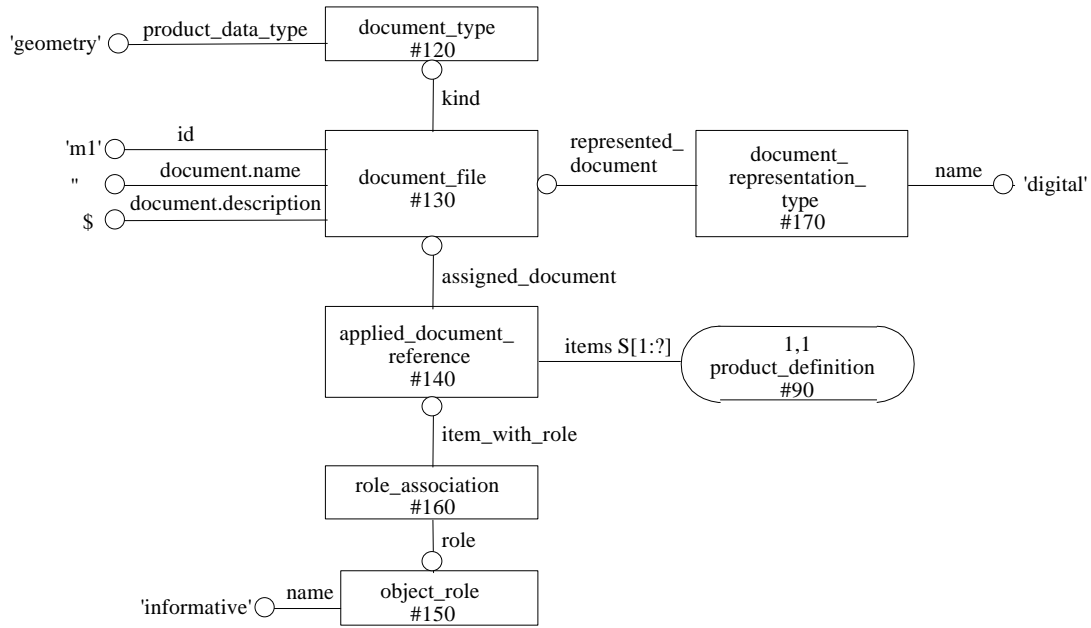 'geometry'
product_data_type
document_type
#120
kind
'm1'
id
''
document.name
$
document.description
document_file
#130
represented_
document
document_
representation_
type
#170
name
'digital'
assigned_document
applied_document_
reference
#140
items S[1:?]
1,1
product_definition
#90
item_with_role
role_association
#160
role
'informative'
name
object_role
#150